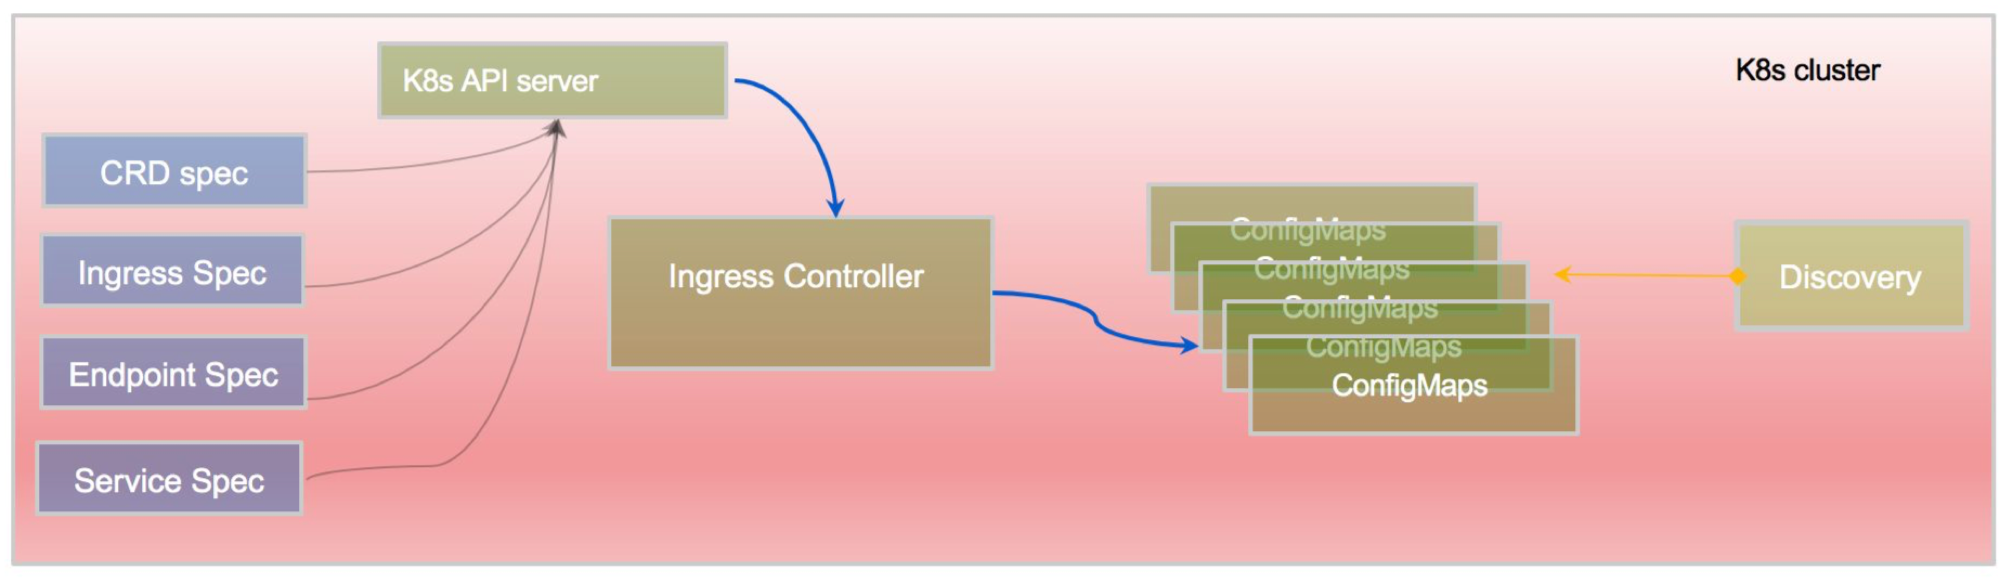 K8s API server
K8s cluster
CRD spec
Ingress Spec
Endpoint Spec
Service Spec
Ingress Controller
ConfigMaps
ConfigMaps
ConfigMaps
ConfigMaps
ConfigMaps
Discovery